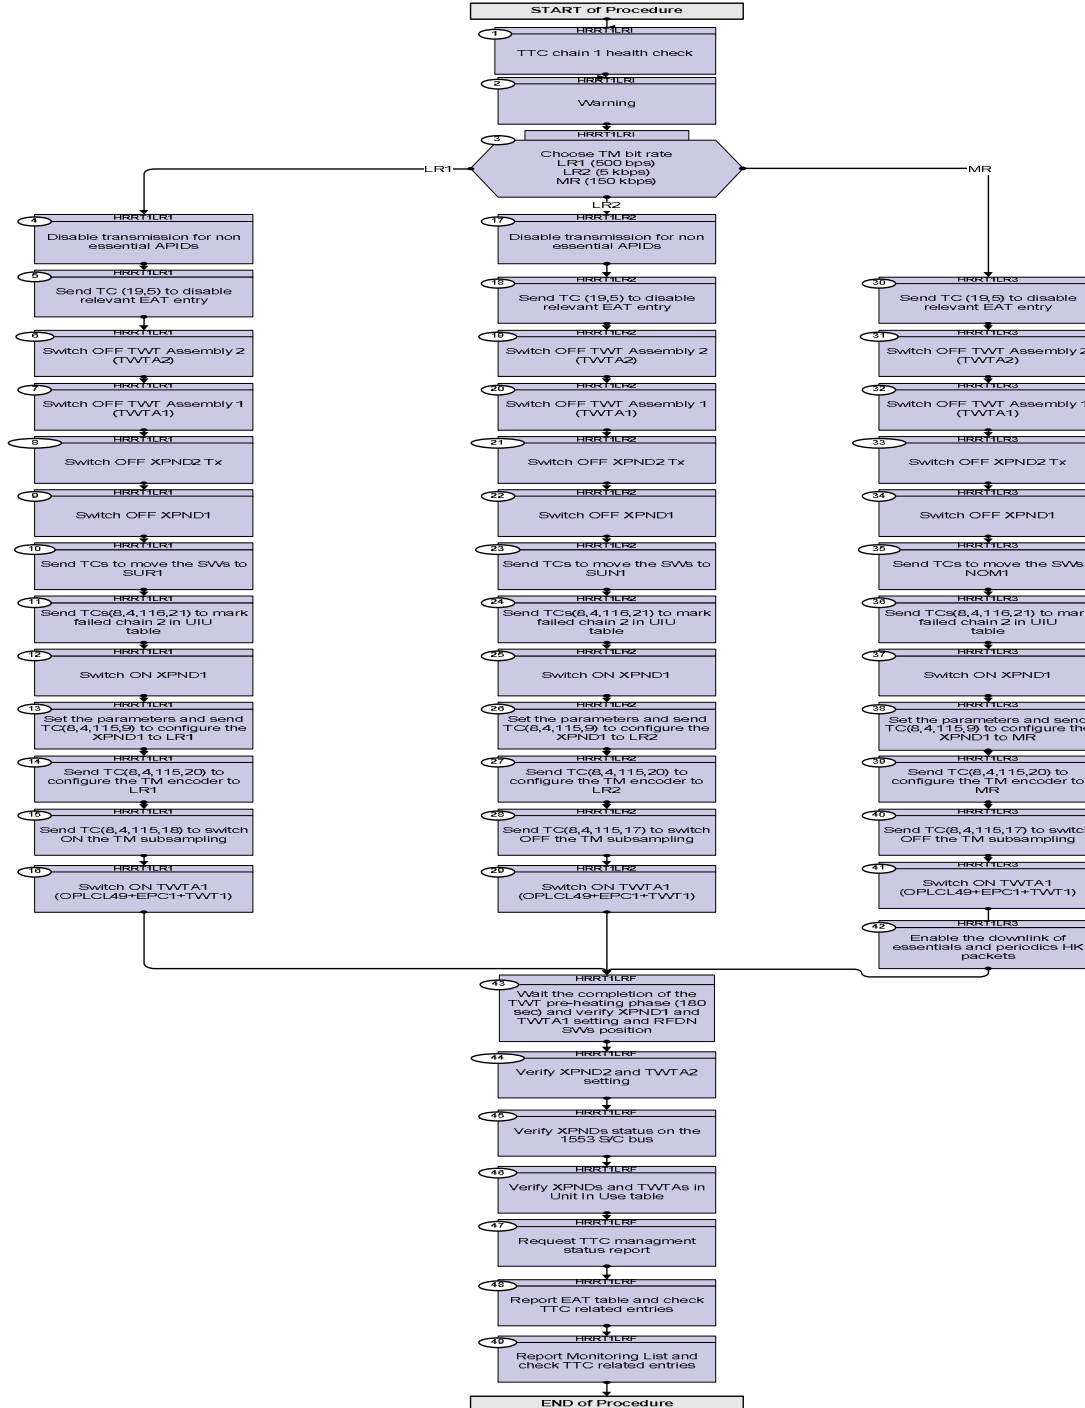 START of Procedure
1
HRRT1LRI
TTC chain 1 health check
2
HRRT1LRI
Warning
3
HRRT1LRI
Choose TM bit rate
LR1 (500 bps)
LR2 (5 kbps)
MR (150 kbps)
LR1
LR2
MR
4
HRRT1LR1
Disable transmission for non
essential APIDs
5
HRRT1LR1
Send TC (19,5) to disable
relevant EAT entry
6
HRRT1LR1
Switch OFF TWT Assembly 2
(TWTA2)
7
HRRT1LR1
Switch OFF TWT Assembly 1
(TWTA1)
8
HRRT1LR1
Switch OFF XPND2 Tx
9
HRRT1LR1
Switch OFF XPND1
10
HRRT1LR1
Send TCs to move the SWs to
SUR1
11
HRRT1LR1
Send TCs(8,4,116,21) to mark
failed chain 2 in UIU
table
12
HRRT1LR1
Switch ON XPND1
13
HRRT1LR1
Set the parameters and send
TC(8,4,115,9) to configure the
XPND1 to LR1
14
HRRT1LR1
Send TC(8,4,115,20) to
configure the TM encoder to
LR1
15
HRRT1LR1
Send TC(8,4,115,18) to switch
ON the TM subsampling
16
HRRT1LR1
Switch ON TWTA1
(OPLCL49+EPC1+TWT1)
17
HRRT1LR2
Disable transmission for non
essential APIDs
18
HRRT1LR2
Send TC (19,5) to disable
relevant EAT entry
19
HRRT1LR2
Switch OFF TWT Assembly 2
(TWTA2)
20
HRRT1LR2
Switch OFF TWT Assembly 1
(TWTA1)
21
HRRT1LR2
Switch OFF XPND2 Tx
22
HRRT1LR2
Switch OFF XPND1
23
HRRT1LR2
Send TCs to move the SWs to
SUN1
24
HRRT1LR2
Send TCs(8,4,116,21) to mark
failed chain 2 in UIU
table
25
HRRT1LR2
Switch ON XPND1
26
HRRT1LR2
Set the parameters and send
TC(8,4,115,9) to configure the
XPND1 to LR2
27
HRRT1LR2
Send TC(8,4,115,20) to
configure the TM encoder to
LR2
28
HRRT1LR2
Send TC(8,4,115,17) to switch
OFF the TM subsampling
29
HRRT1LR2
Switch ON TWTA1
(OPLCL49+EPC1+TWT1)
30
HRRT1LR3
Send TC (19,5) to disable
relevant EAT entry
31
HRRT1LR3
Switch OFF TWT Assembly 2
(TWTA2)
32
HRRT1LR3
Switch OFF TWT Assembly 1
(TWTA1)
33
HRRT1LR3
Switch OFF XPND2 Tx
34
HRRT1LR3
Switch OFF XPND1
35
HRRT1LR3
Send TCs to move the SWs
NOM1
36
HRRT1LR3
Send TCs(8,4,116,21) to mar
failed chain 2 in UIU
table
37
HRRT1LR3
Switch ON XPND1
38
HRRT1LR3
Set the parameters and send
TC(8,4,115,9) to configure the
XPND1 to MR
39
HRRT1LR3
Send TC(8,4,115,20) to
configure the TM encoder to
MR
40
HRRT1LR3
Send TC(8,4,115,17) to switc
OFF the TM subsampling
41
HRRT1LR3
Switch ON TWTA1
(OPLCL49+EPC1+TWT1)
42
HRRT1LR3
Enable the downlink of
essentials and periodics HK
packets
43
HRRT1LRF
Wait the completion of the
TWT pre-heating phase (180
sec) and verify XPND1 and
TWTA1 setting and RFDN
SWs position
44
HRRT1LRF
Verify XPND2 and TWTA2
setting
45
HRRT1LRF
Verify XPNDs status on the
1553 S/C bus
46
HRRT1LRF
Verify XPNDs and TWTAs in
Unit In Use table
47
HRRT1LRF
Request TTC managment
status report
48
HRRT1LRF
Report EAT table and check
TTC related entries
49
HRRT1LRF
Report Monitoring List and
check TTC related entries
END of Procedure